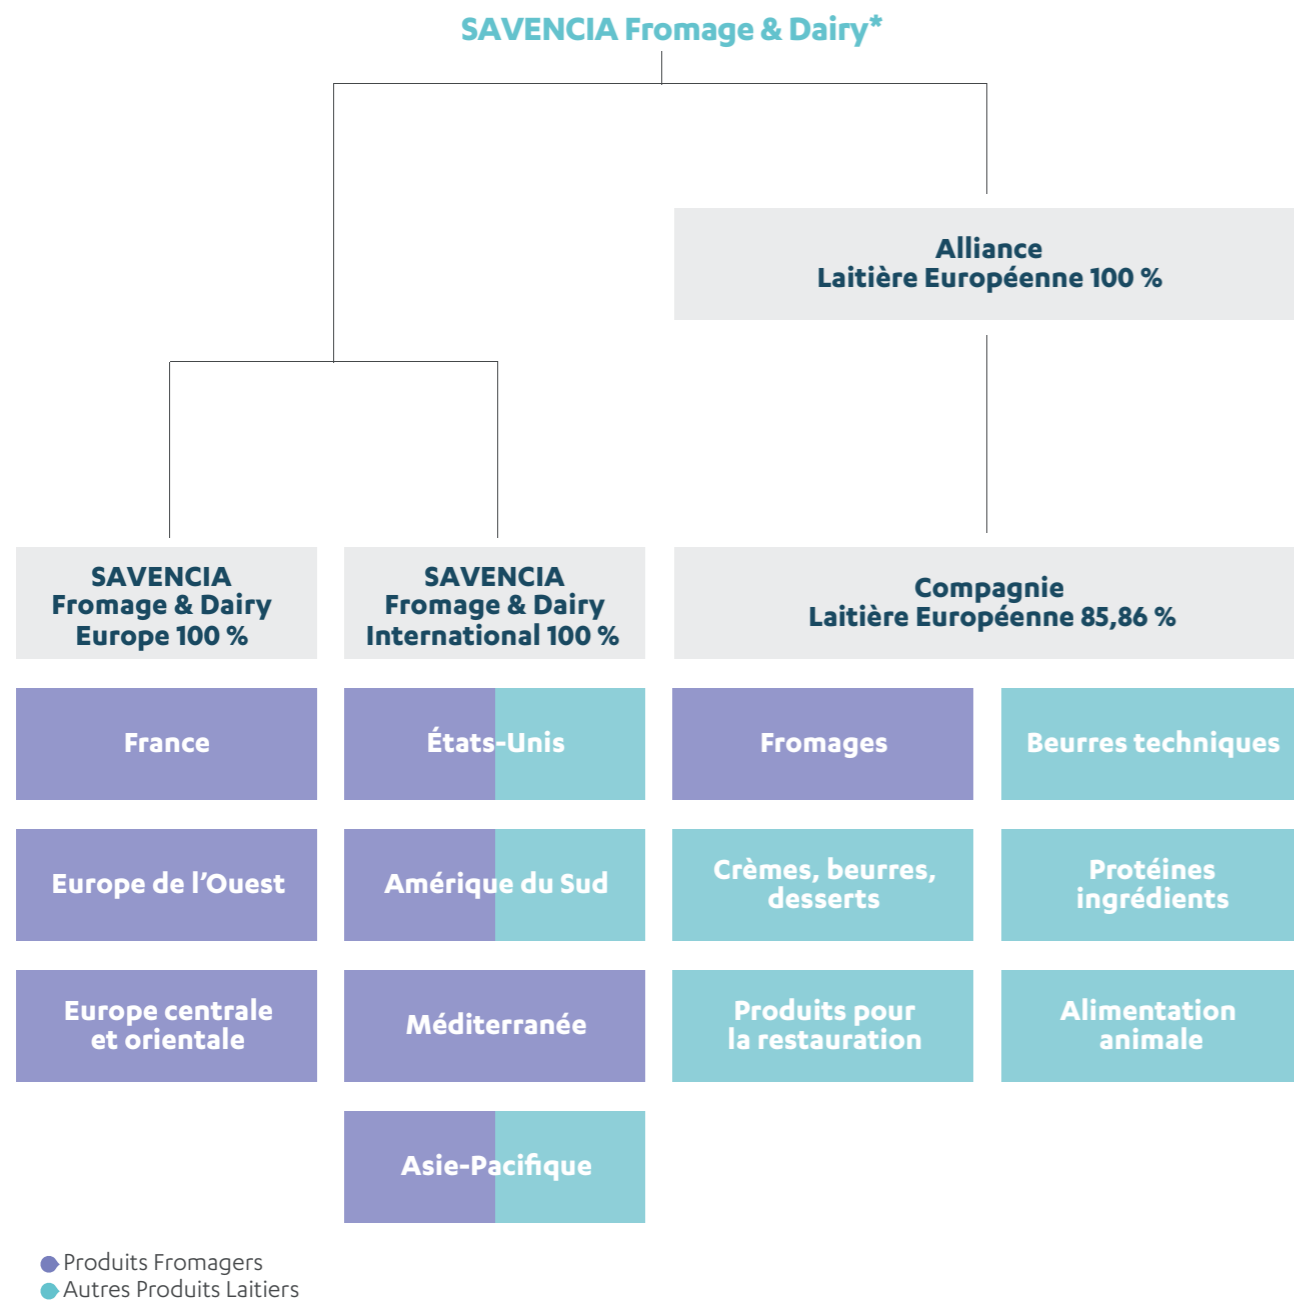 SAVENCIA Fromage & Dairy*
Alliance
Laitière Européenne 100 %
SAVENCIA
Fromage & Dairy
Europe 100 %
SAVENCIA
Fromage & Dairy
International 100 %
Compagnie
Laitière Européenne 85,86 %
France
États-Unis
Fromages
Beurres techniques
Europe de l’Ouest
Amérique du Sud
Crèmes, beurres,
desserts
Protéines
ingrédients
Europe centrale
et orientale
Méditerranée
Produits pour
la restauration
Alimentation
animale
Asie-Pacifique
Produits Fromagers
Autres Produits Laitiers